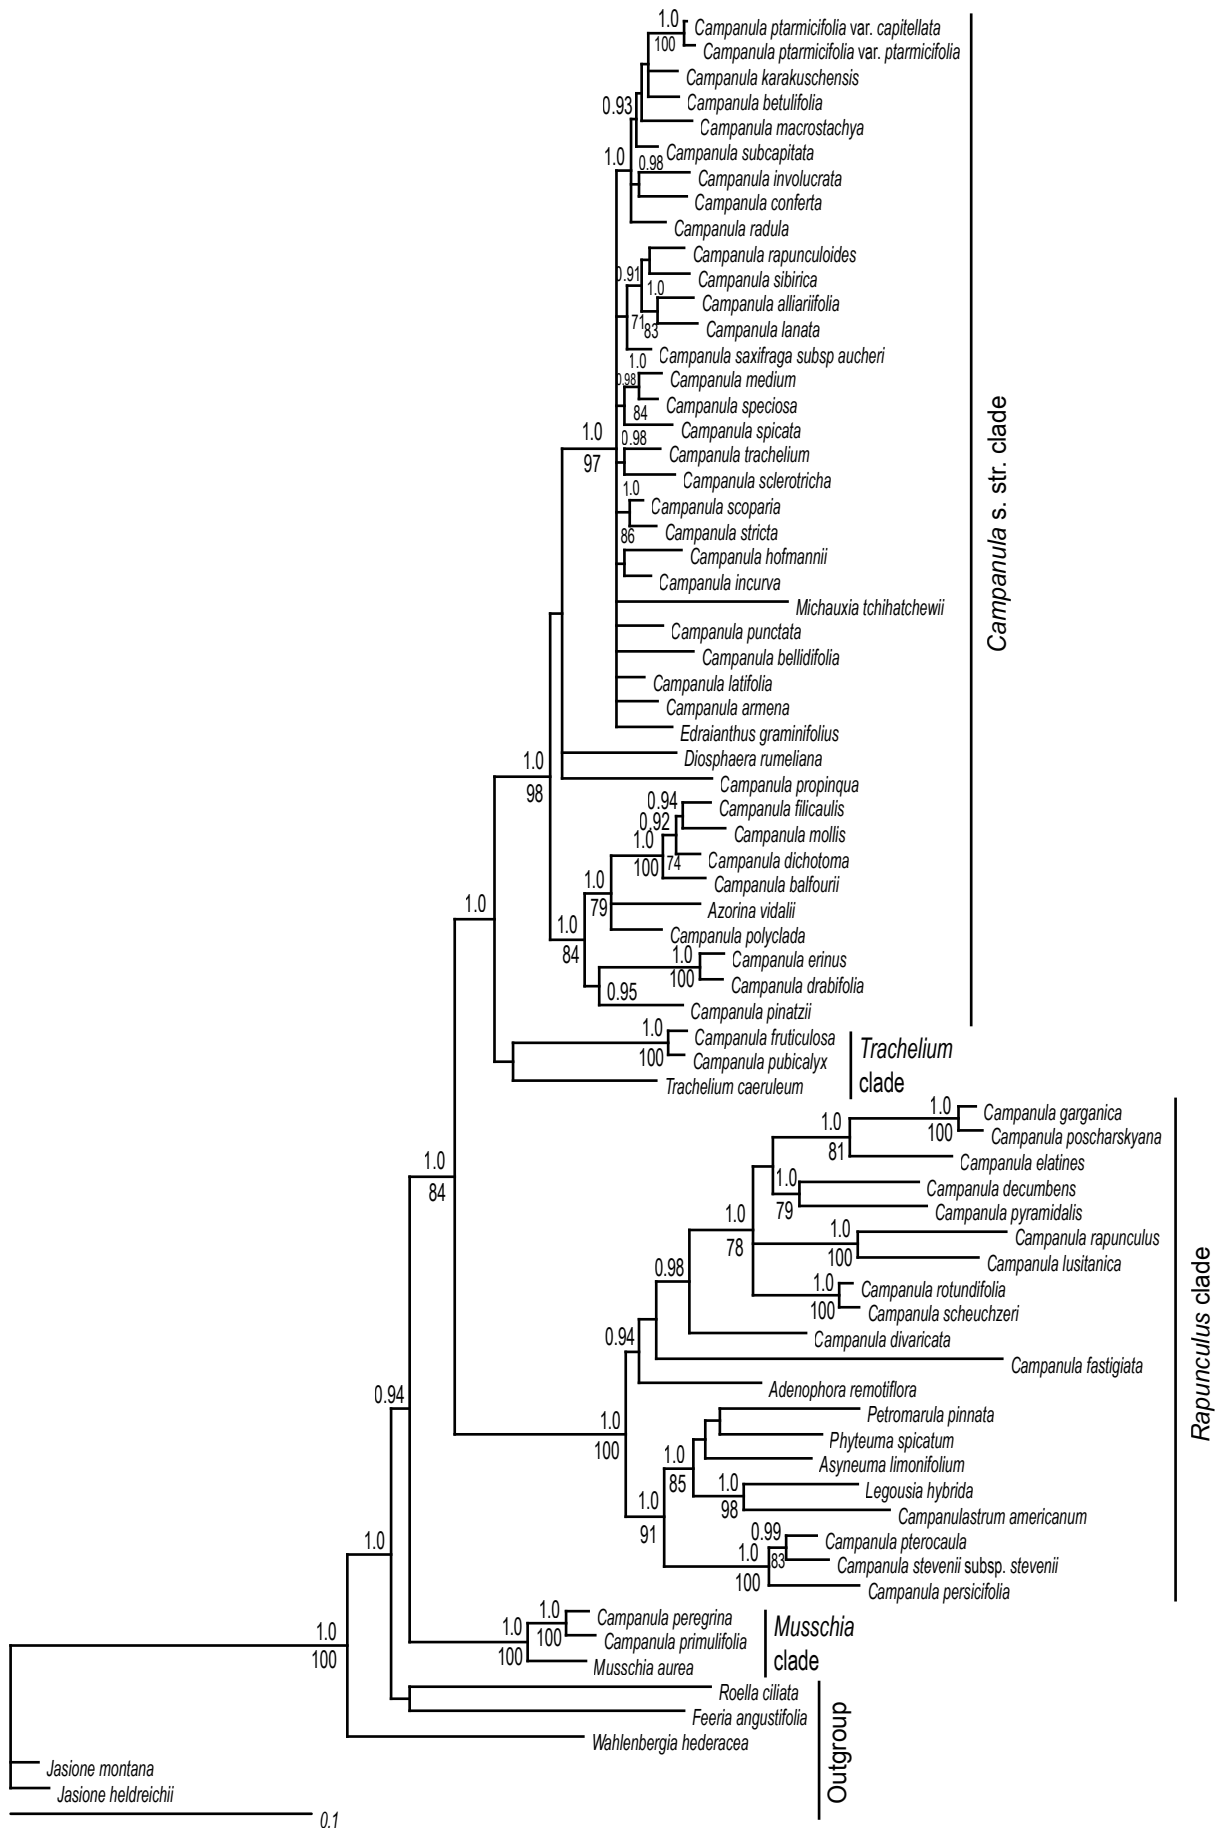 1.0
100
Campanula ptarmicifolia var. capitellata
Campanula ptarmicifolia var. ptarmicifolia
Campanula karakuschensis
Campanula betulifolia
0.93
Campanula macrostachya
Campanula subcapitata
1.0
0.98
Campanula involucrata
Campanula conferta
Campanula radula
Campanula rapunculoides
0.91
Campanula sibirica
1.0
Campanula alliariifolia
71
83
Campanula lanata
Campanula saxifraga subsp aucheri
1.0
0.98
Campanula medium
Campanula speciosa
84
Campanula spicata
1.0
97
0.98
Campanula trachelium
Campanula sclerotricha
1.0
Campanula scoparia
Campanula stricta
86
Campanula hofmannii
Campanula incurva
Michauxia tchihatchewii
Campanula punctata
Campanula bellidifolia
Campanula latifolia
Campanula armena
Edraianthus graminifolius
Diosphaera rumeliana
1.0
98
Campanula propinqua
0.94
Campanula filicaulis
0.92
Campanula mollis
1.0
100
74
Campanula dichotoma
Campanula balfourii
1.0
79
Azorina vidalii
Campanula polyclada
1.0
84
1.0
100
Campanula erinus
Campanula drabifolia
0.95
Campanula pinatzii
Campanula s. str. clade
1.0
1.0
100
Campanula fruticulosa
Campanula pubicalyx
Trachelium caeruleum
Trachelium
clade
1.0
84
1.0
100
Campanula garganica
Campanula poscharskyana
1.0
81
Campanula elatines
1.0
79
Campanula decumbens
Campanula pyramidalis
1.0
78
1.0
100
Campanula rapunculus
Campanula lusitanica
0.98
1.0
100
Campanula rotundifolia
Campanula scheuchzeri
Campanula divaricata
0.94
Campanula fastigiata
Adenophora remotiflora
1.0
100
Petromarula pinnata
Phyteuma spicatum
Asyneuma limonifolium
1.0
85
1.0
98
Legousia hybrida
Campanulastrum americanum
1.0
91
0.99
83
Campanula pterocaula
Campanula stevenii subsp. stevenii
1.0
100
Campanula persicifolia
Rapunculus clade
0.94
1.0
1.0
100
Campanula peregrina
Campanula primulifolia
100
Musschia aurea
1.0
Musschia
clade
1.0
100
Roella ciliata
Feeria angustifolia
Wahlenbergia hederacea
Jasione montana
Jasione heldreichii
Outgroup
0.1